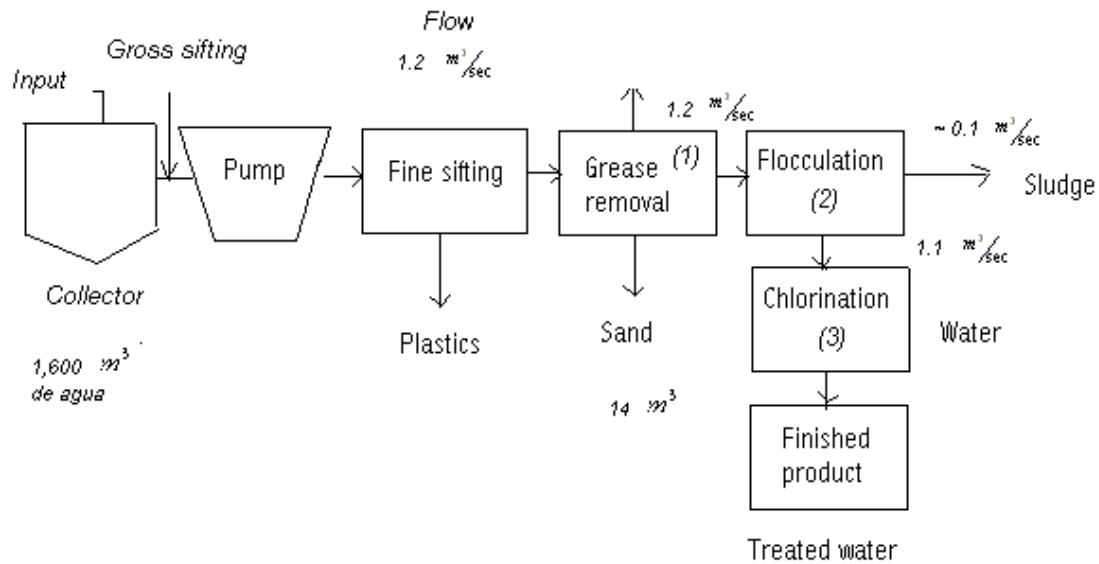 Flow
Gross sifting
1.2 m³/sec
Input
1.2 m³/sec
~ 0.1 m³/sec
Pump
Fine sifting
Grease (1)
removal
Flocculation
(2)
Sludge
1.1 m³/sec
Collector
Chlorination
(3)
Plastics
Sand
Water
1,600 m³
de agua
14 m³
Finished
product
Treated water